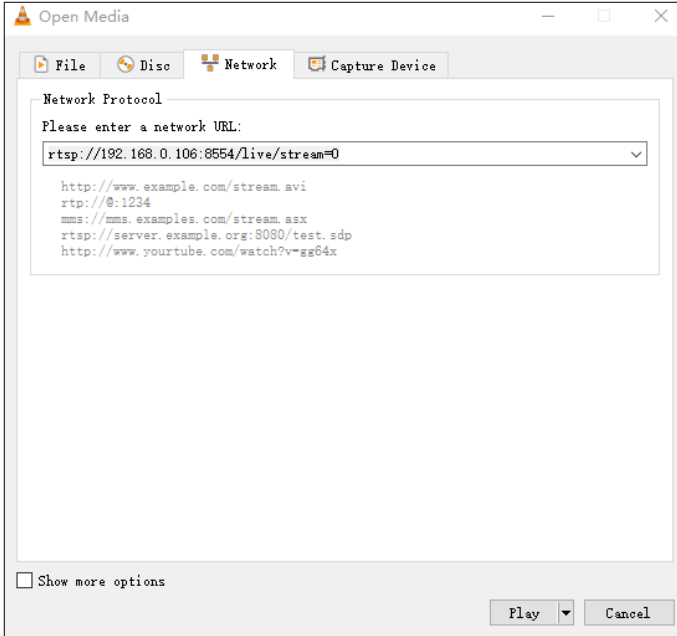 Open Media
File Disc Network Capture Device
Network Protocol
Please enter a network URL:
rtsp://192.168.0.106:8554/live/stream=0
http://www.example.com/stream.avi
rtp://@:1234
mms://mms.examples.com/stream.asx
rtsp://server.example.org:8080/test.sdp
http://www.yourtube.com/watch?v=gg64x
Show more options
Play Cancel